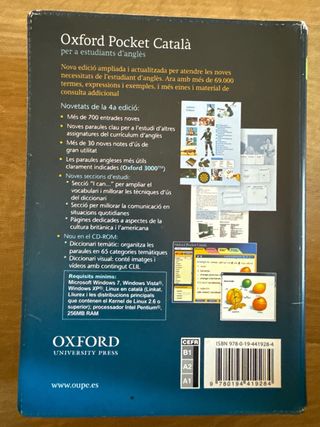 Oxford Pocket Català
per a estudiants d'anglès
Nova edició ampliada i actualitzada per atendre les noves
necessitats de l'estudiant d'anglès. Ara amb més de 69.000
termes, expressions i exemples, i més eines i material de
consulta addicional
Novetats de la 4a edició:
• Més de 700 entrades noves
• Noves paraules clau per a l'estudi d'altres
assignatures del currículum d'anglès
• Més de 30 noves notes d'ús de
gran utilitat
• Les paraules angleses més útils
clarament indicades (Oxford 3000™)
• Noves seccions d'estudi:
• Secció "I can..." per ampliar el
vocabulari i millorar les tècniques d'ús
del diccionari
• Secció per millorar la comunicació en
situacions quotidianes
• Pàgines dedicades a aspectes de la
cultura britànica i l'americana
• Nou en el CD-ROM:
• Diccionari temàtic: organitza les
paraules en 65 categories temàtiques
• Diccionari visual: conté imatges i
vídeos amb contingut CLIL
Requisits mínims:
Microsoft Windows 7, Windows Vista®,
Windows XP®, Linux en català (Linkat,
Lliurex i les distribucions principals
que contenen el Kernel de Linux 2.6 o
superior); processador Intel Pentium®,
256MB RAM
OXFORD
UNIVERSITY PRESS
www.oupe.es
CEFR
B1
A2
A1
ISBN 978-0-19-441928-4
9 780194 419284